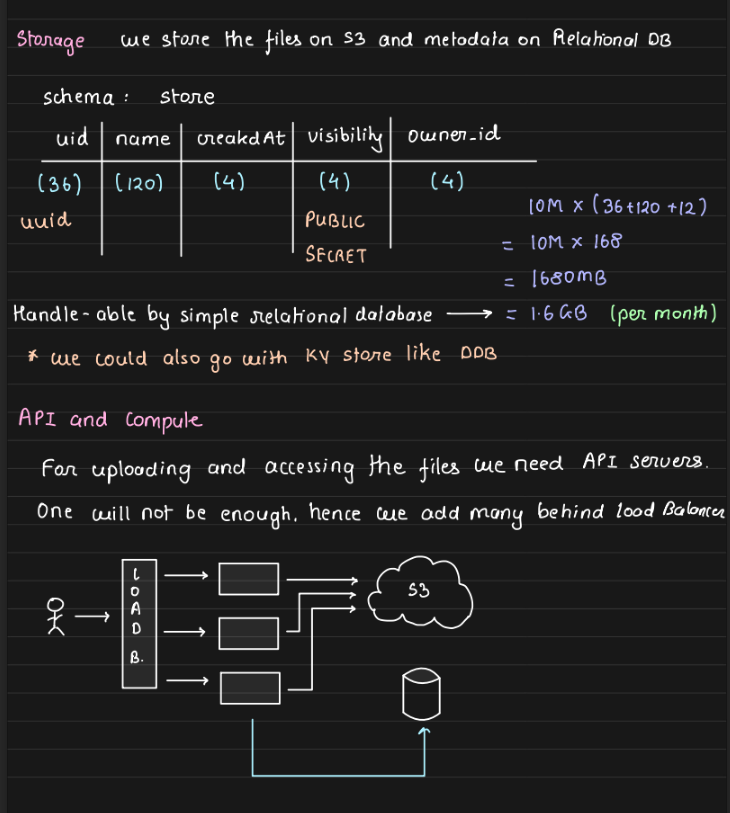 Storage we store the files on S3 and metadata on Relational DB
schema : store
uid name createdAt visibility owner_id
(36) (120) (4) (4) (4)
uuid PUBLIC
SECRET
10M × (36+120+12)
= 10M × 168
= 1680MB
Handle-able by simple relational database → = 1.6GB (per month)
* we could also go with KV store like DDB
API and Compute
For uploading and accessing the files we need API servers.
One will not be enough, hence we add many behind Load Balancer
LOAD B.
S3